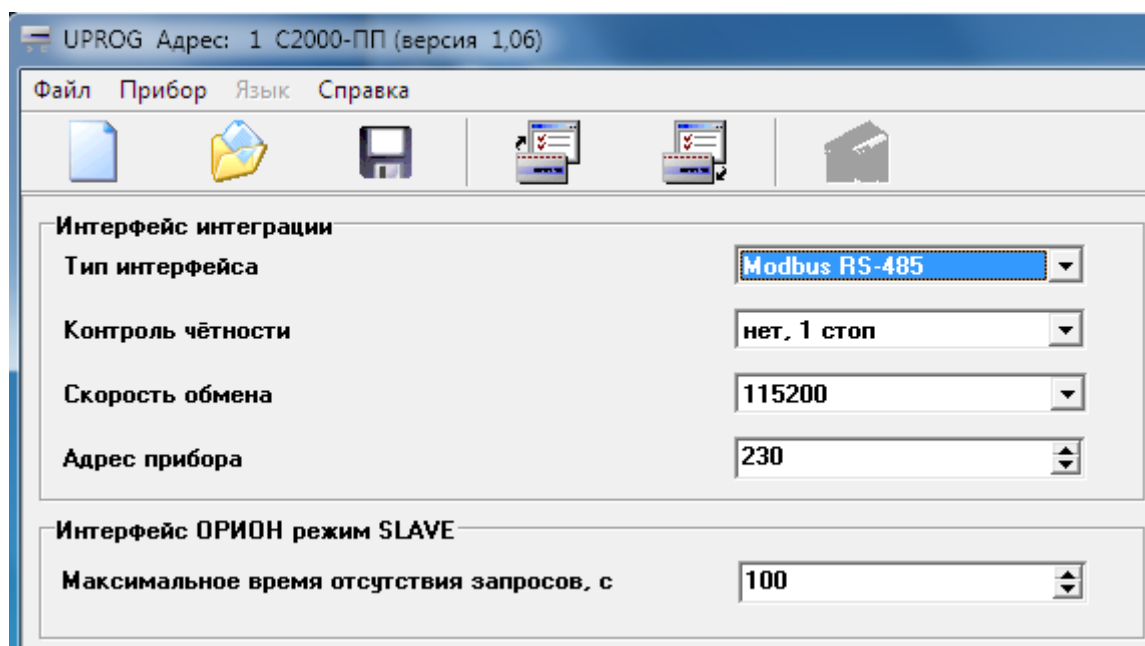 UPROG Адрес: 1 С2000-ПП (версия 1,06)
Файл Прибор Язык Справка
Интерфейс интеграции
Тип интерфейса Modbus RS-485
Контроль чётности нет, 1 стоп
Скорость обмена 115200
Адрес прибора 230
Интерфейс ОРИОН режим SLAVE
Максимальное время отсутствия запросов, с 100